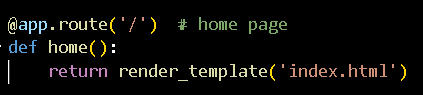 @app.route('/')  # home page
def home():
    return render_template('index.html')